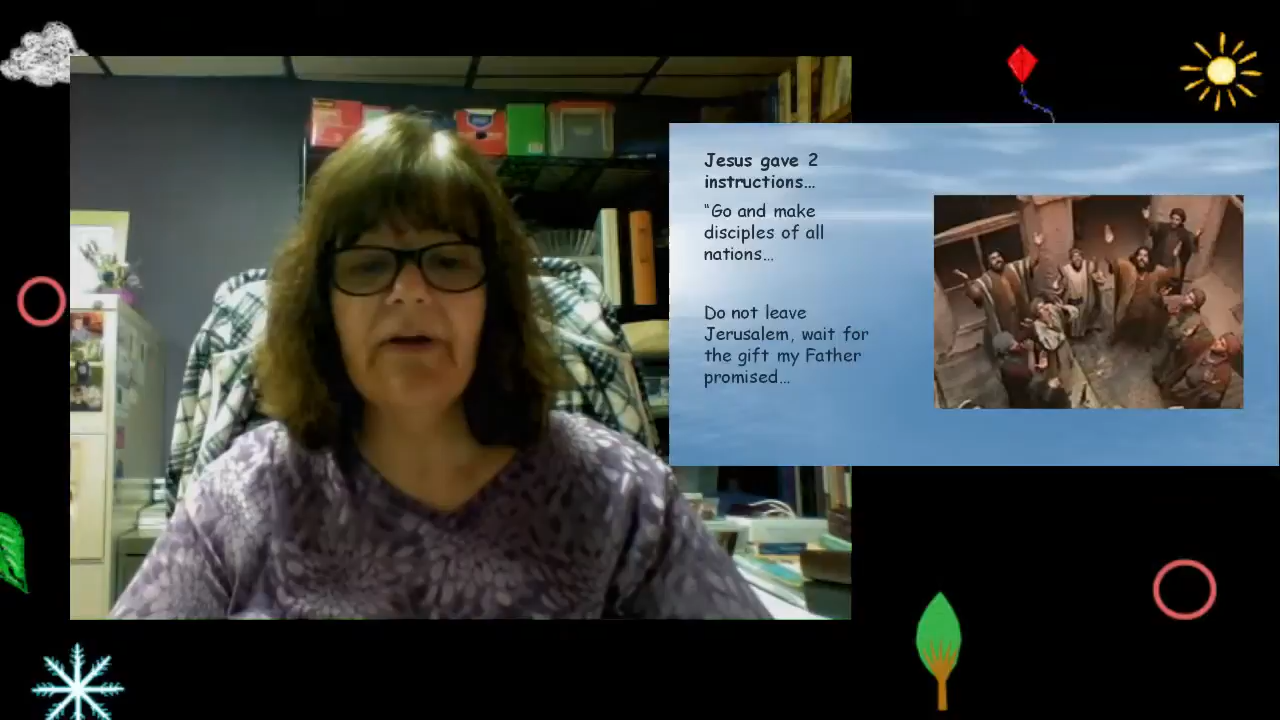 Jesus gave 2
instructions...
"Go and make
disciples of all
nations...
Do not leave
Jerusalem, wait for
the gift my Father
promised...